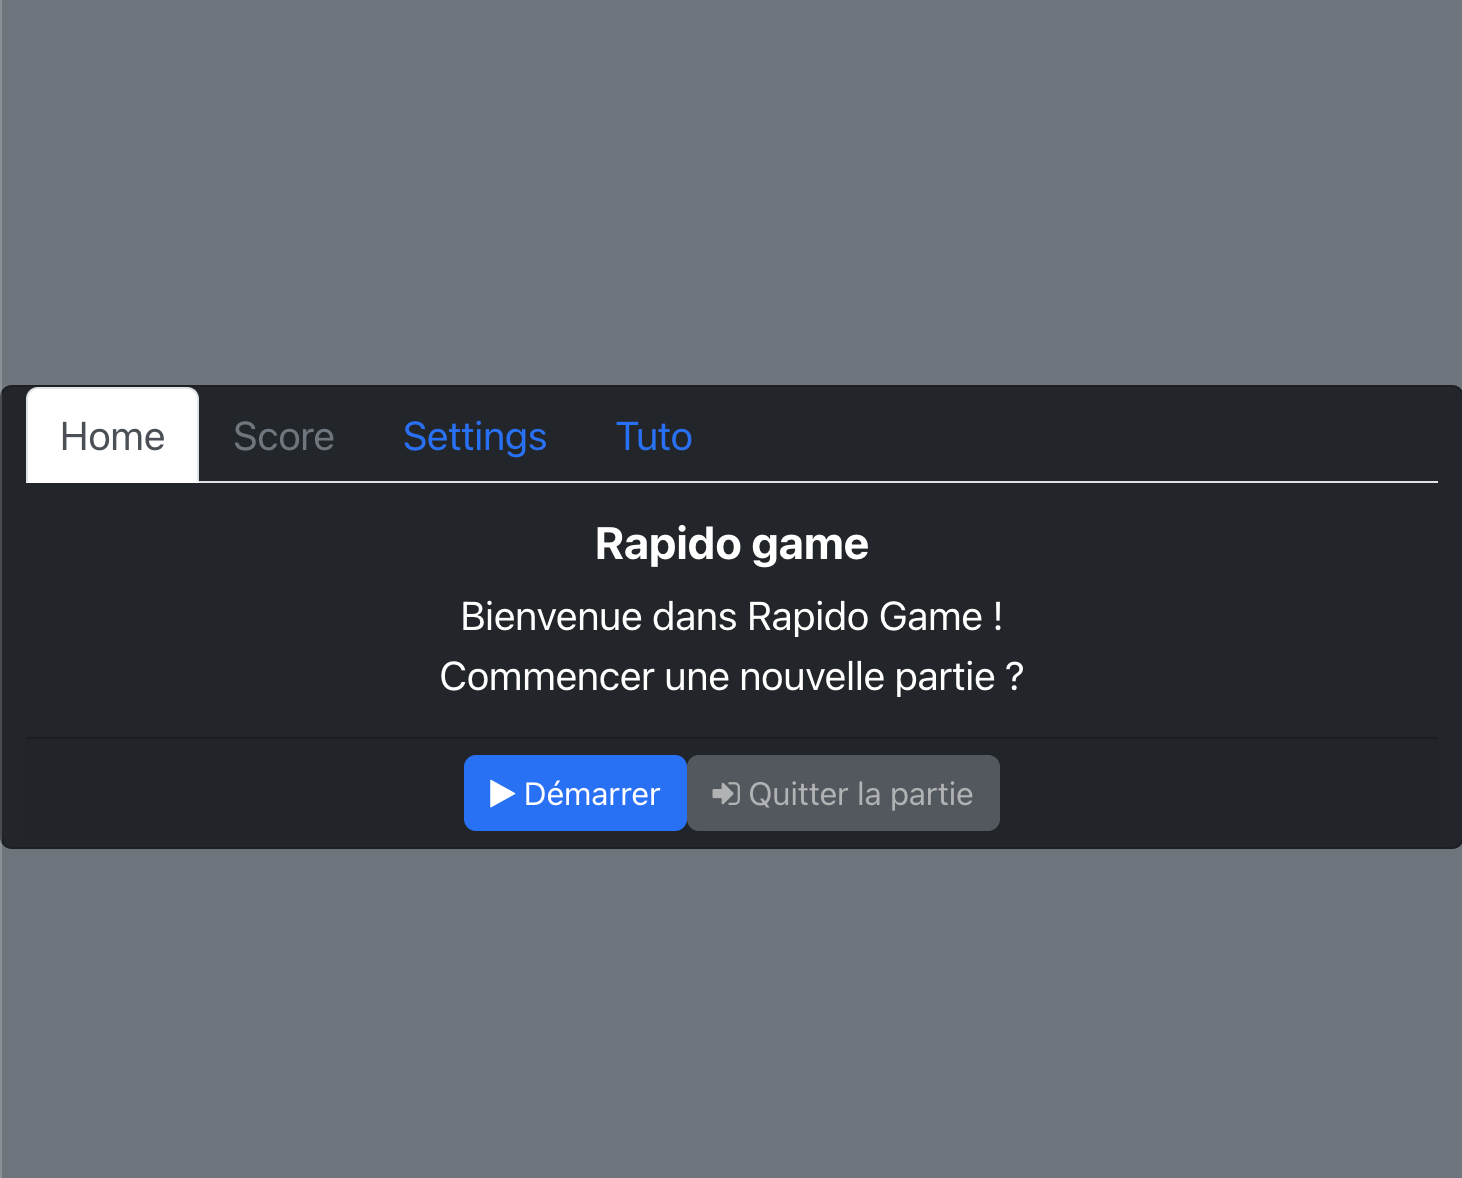 Home Score Settings Tuto
Rapido game
Bienvenue dans Rapido Game !
Commencer une nouvelle partie ?
Démarrer Quitter la partie